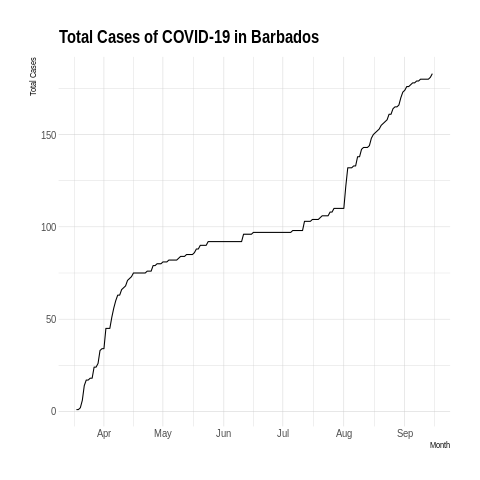 Total Cases of COVID-19 in Barbados
Total Cases
150
100
50
0
Apr May Jun Jul Aug Sep
Month